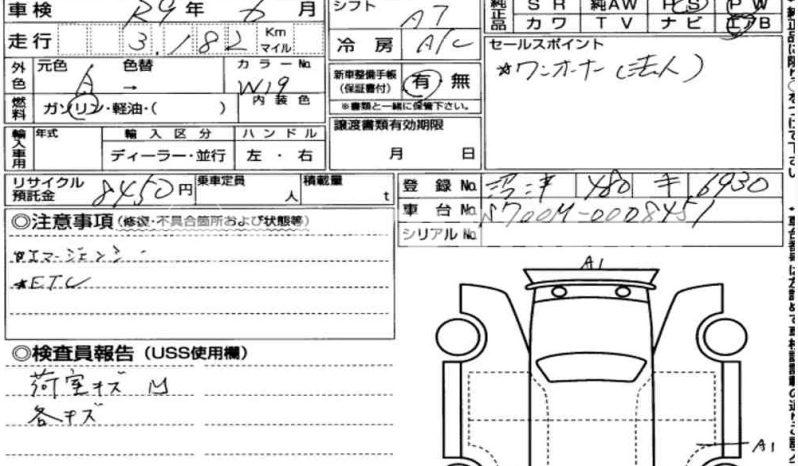 車検 R9年 6月 シフト AT 純正品 SR 純AW PS PW
カワ TV ナビ エアB
走行 3,182 Km マイル 冷房 A/C セールスポイント
*ワンオーナー(法人)
外色 元色 色替 カラーNo.
A → W19
新車整備手帳(保証書付) 有・無
※書類と一緒に保管下さい。
燃料 ガソリン・軽油・( ) 内装色
譲渡書類有効期限
月 日
輸入車用 年式 輸入区分 ハンドル
ディーラー・並行 左・右
リサイクル預託金 8450円 乗車定員 人 積載量 t
登録No. 沼津 480 キ 6930
車台No. S700M-0008451
シリアルNo.
◎注意事項(修復・不具合箇所および状態等)
*エマージェンシー
*ETC
◎検査員報告(USS使用欄)
荷室キズ凹
各キズ
A1
A1